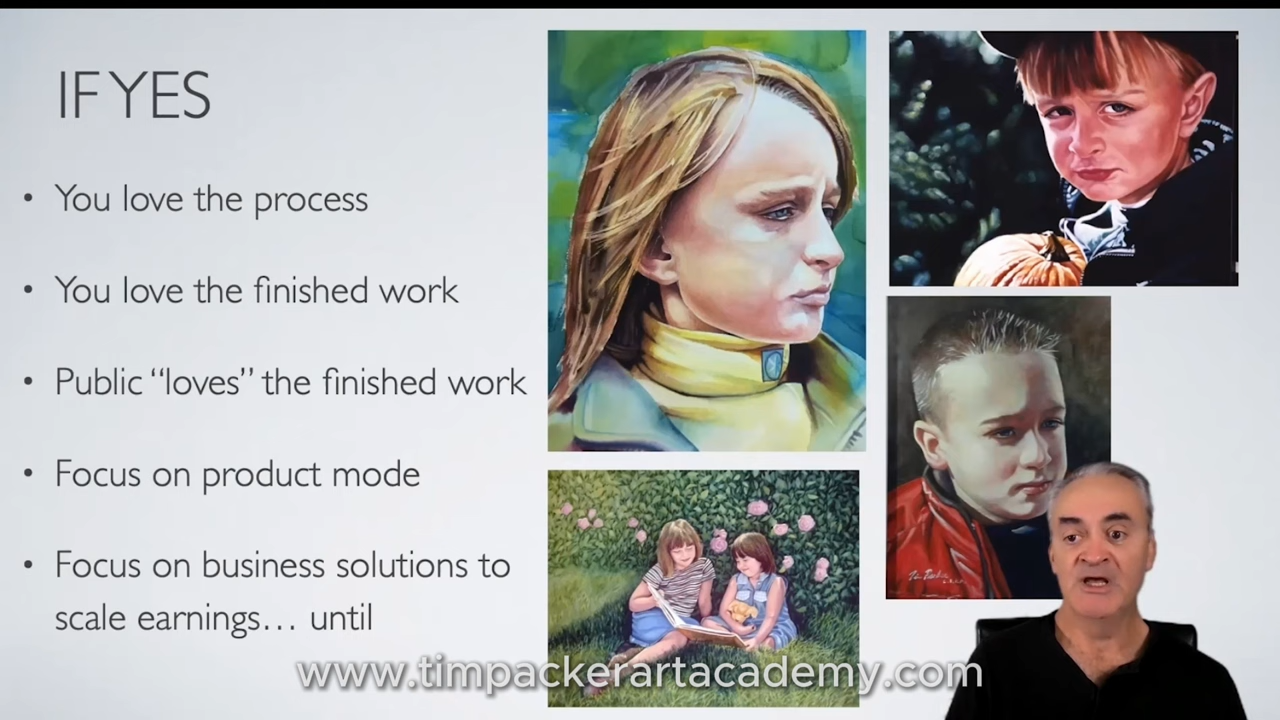 IF YES
• You love the process
• You love the finished work
• Public “loves” the finished work
• Focus on product mode
• Focus on business solutions to
scale earnings… until
www.timpackerartacademy.com